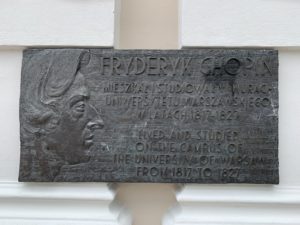 FRYDERYK CHOPIN
MIESZKAŁ I STUDIOWAŁ W MURACH
UNIWERSYTETU WARSZAWSKIEGO
W LATACH 1817-1827
LIVED AND STUDIED
ON THE CAMPUS OF
THE UNIVERSITY OF WARSAW
FROM 1817 TO 1827